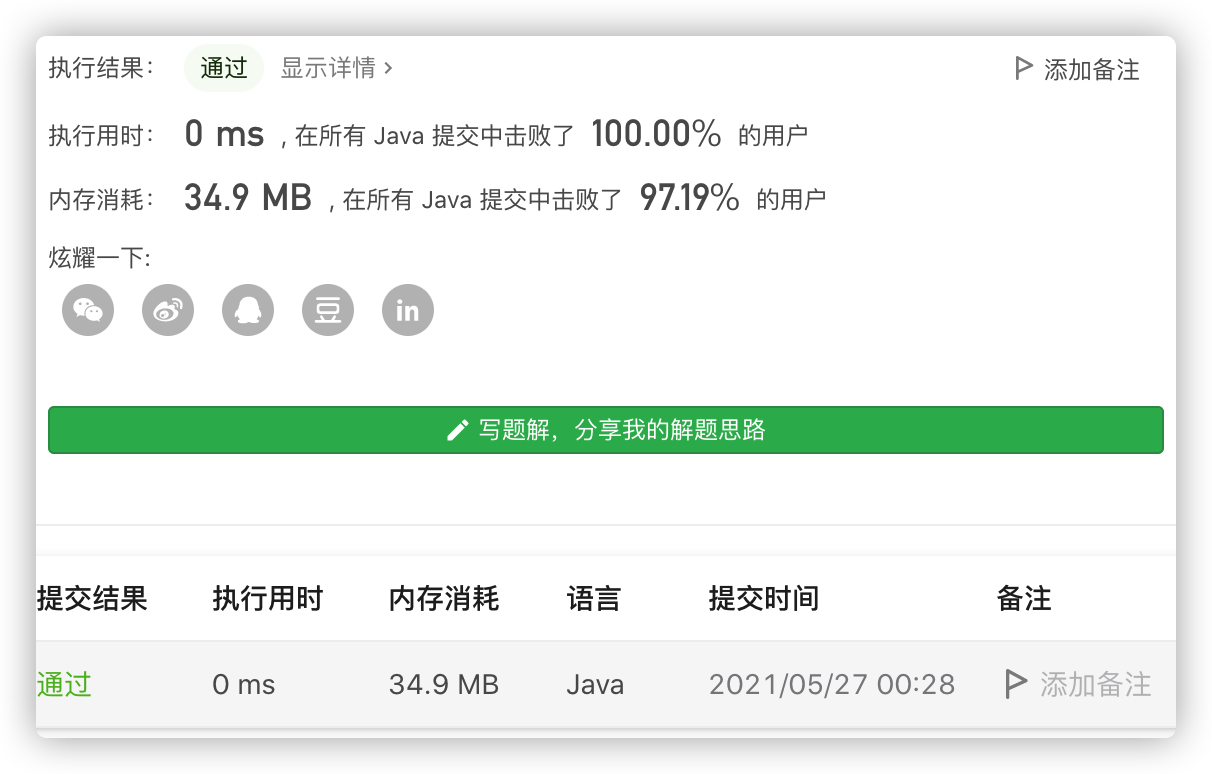 执行结果： 通过 显示详情 › 添加备注
执行用时： 0 ms ，在所有 Java 提交中击败了 100.00% 的用户
内存消耗： 34.9 MB ，在所有 Java 提交中击败了 97.19% 的用户
炫耀一下:
豆 in
写题解，分享我的解题思路
提交结果 执行用时 内存消耗 语言 提交时间 备注
通过 0 ms 34.9 MB Java 2021/05/27 00:28 添加备注